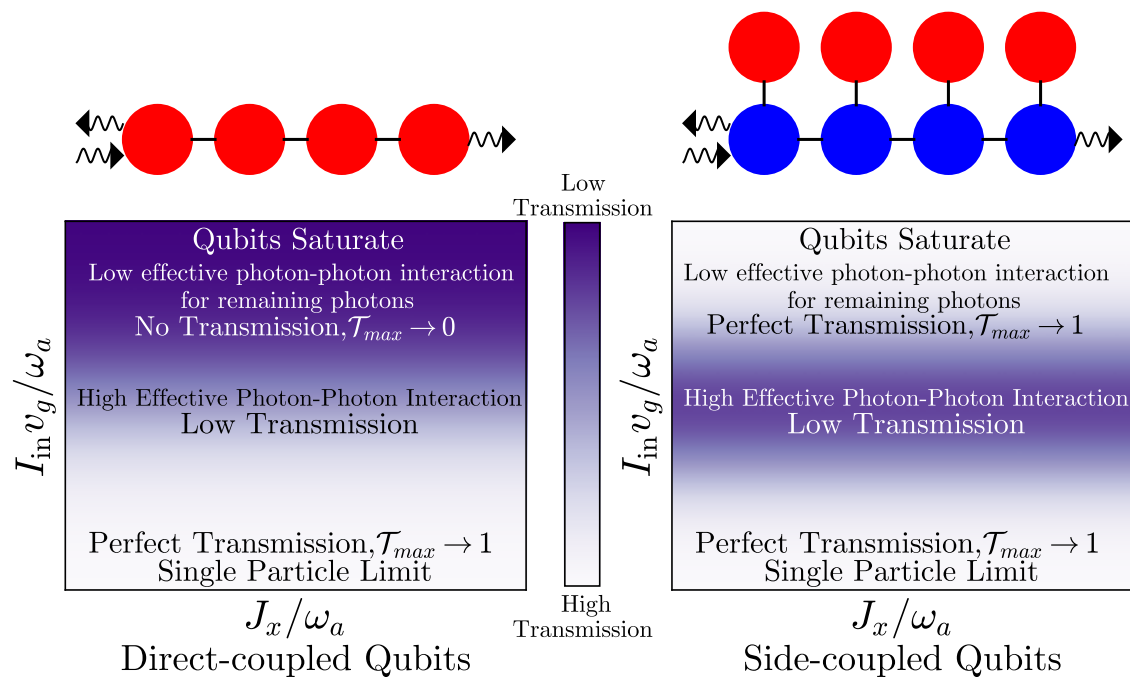 Qubits Saturate
Low effective photon-photon interaction
for remaining photons
No Transmission, 𝒯_max → 0
High Effective Photon-Photon Interaction
Low Transmission
Perfect Transmission, 𝒯_max → 1
Single Particle Limit
I_in v_g/ω_a
J_x/ω_a
Direct-coupled Qubits
Low
Transmission
High
Transmission
Qubits Saturate
Low effective photon-photon interaction
for remaining photons
Perfect Transmission, 𝒯_max → 1
High Effective Photon-Photon Interaction
Low Transmission
Perfect Transmission, 𝒯_max → 1
Single Particle Limit
I_in v_g/ω_a
J_x/ω_a
Side-coupled Qubits